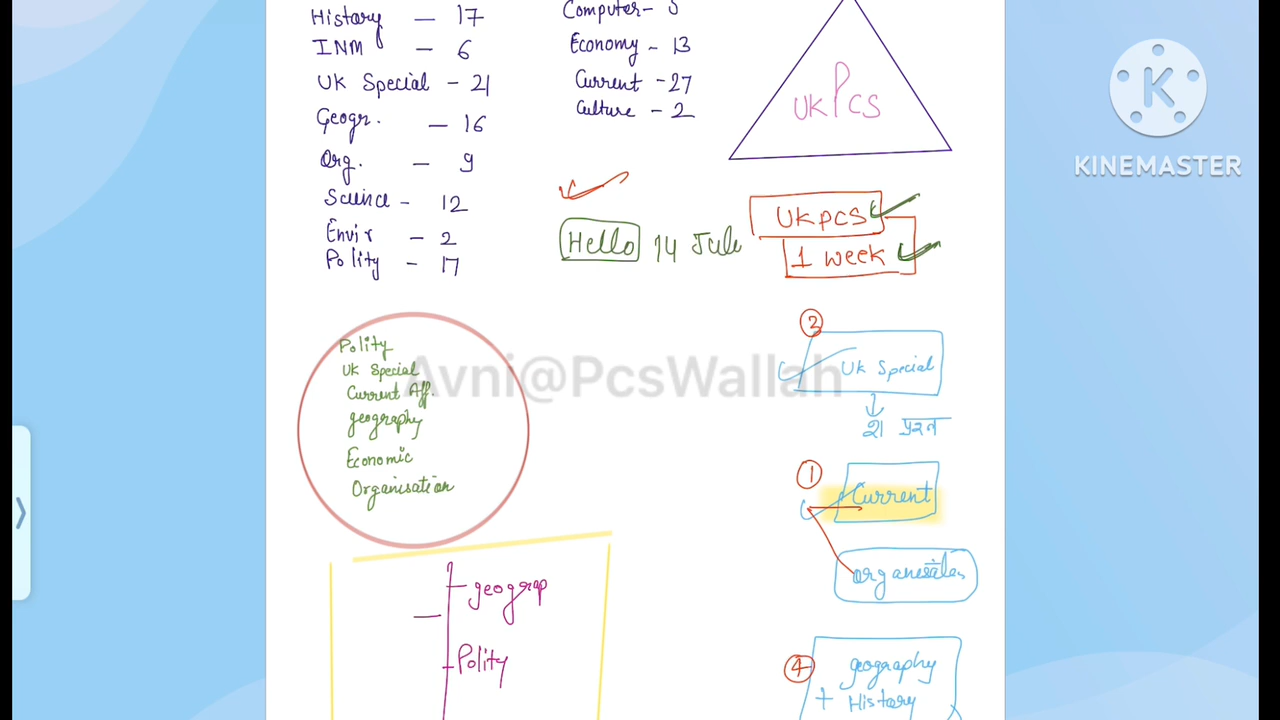 History — 17
INM — 6
UK Special - 21
Geogr. — 16
Org. — 9
Science - 12
Envir - 2
Polity - 17
Computer- 5
Economy - 13
Current -27
Culture - 2
UKPCS
Hello 14 July
UKPCS
1 week
Polity
UK Special
Current Aff.
geography
Economic
Organisation
② UK Special
21 प्रश्न
① Current
organisation
④ geography
+ History
geograp
Polity
Avni@PcsWallah
K
KINEMASTER